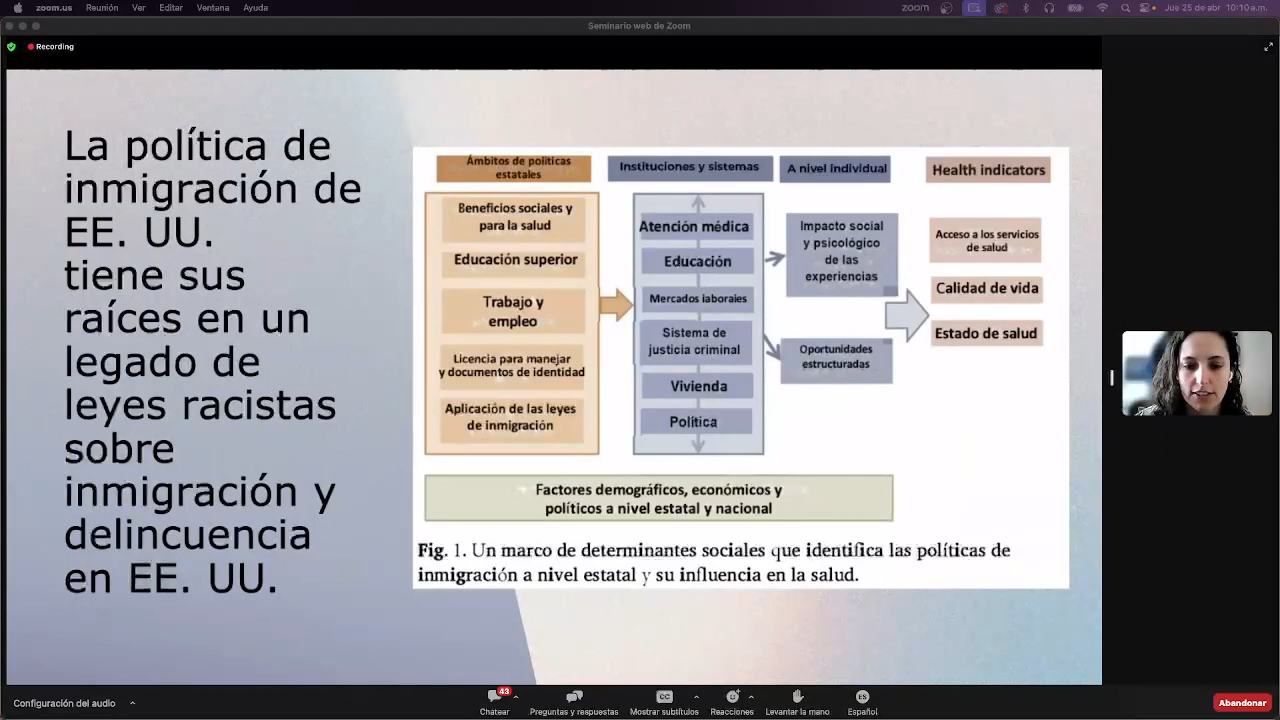 zoom.us Reunión Ver Editar Ventana Ayuda
zoom
Jue 25 de abr 10:10 a.m.
Seminario web de Zoom
Recording
La política de
inmigración de
EE. UU.
tiene sus
raíces en un
legado de
leyes racistas
sobre
inmigración y
delincuencia
en EE. UU.
Ámbitos de políticas
estatales
Beneficios sociales y
para la salud
Educación superior
Trabajo y
empleo
Licencia para manejar
y documentos de identidad
Aplicación de las leyes
de inmigración
Instituciones y sistemas
Atención médica
Educación
Mercados laborales
Sistema de
justicia criminal
Vivienda
Política
A nivel individual
Impacto social
y psicológico
de las
experiencias
Oportunidades
estructuradas
Health indicators
Acceso a los servicios
de salud
Calidad de vida
Estado de salud
Factores demográficos, económicos y
políticos a nivel estatal y nacional
Fig. 1. Un marco de determinantes sociales que identifica las políticas de
inmigración a nivel estatal y su influencia en la salud.
Configuración del audio
43
Chatear
Preguntas y respuestas
Mostrar subtítulos
Reacciones
Levantar la mano
ES
Español
Abandonar